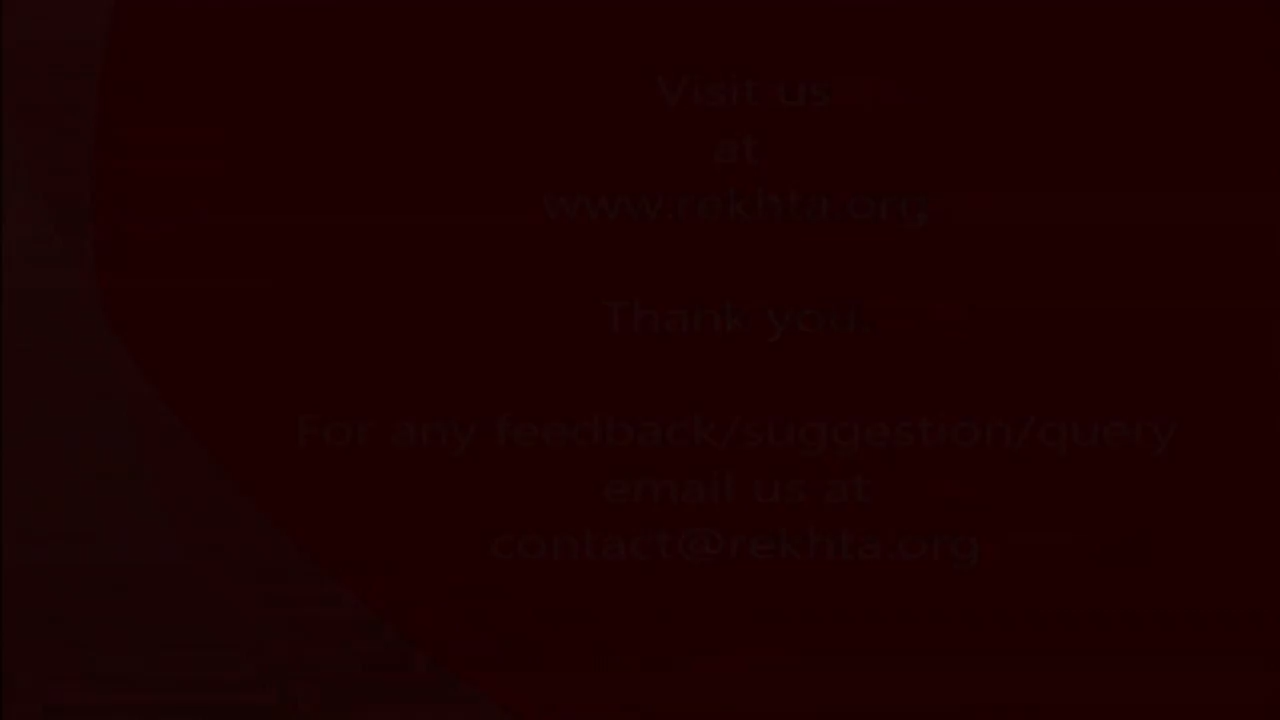 Visit us
at
www.rekhta.org
Thank you.
For any feedback/suggestion/query
email us at
contact@rekhta.org